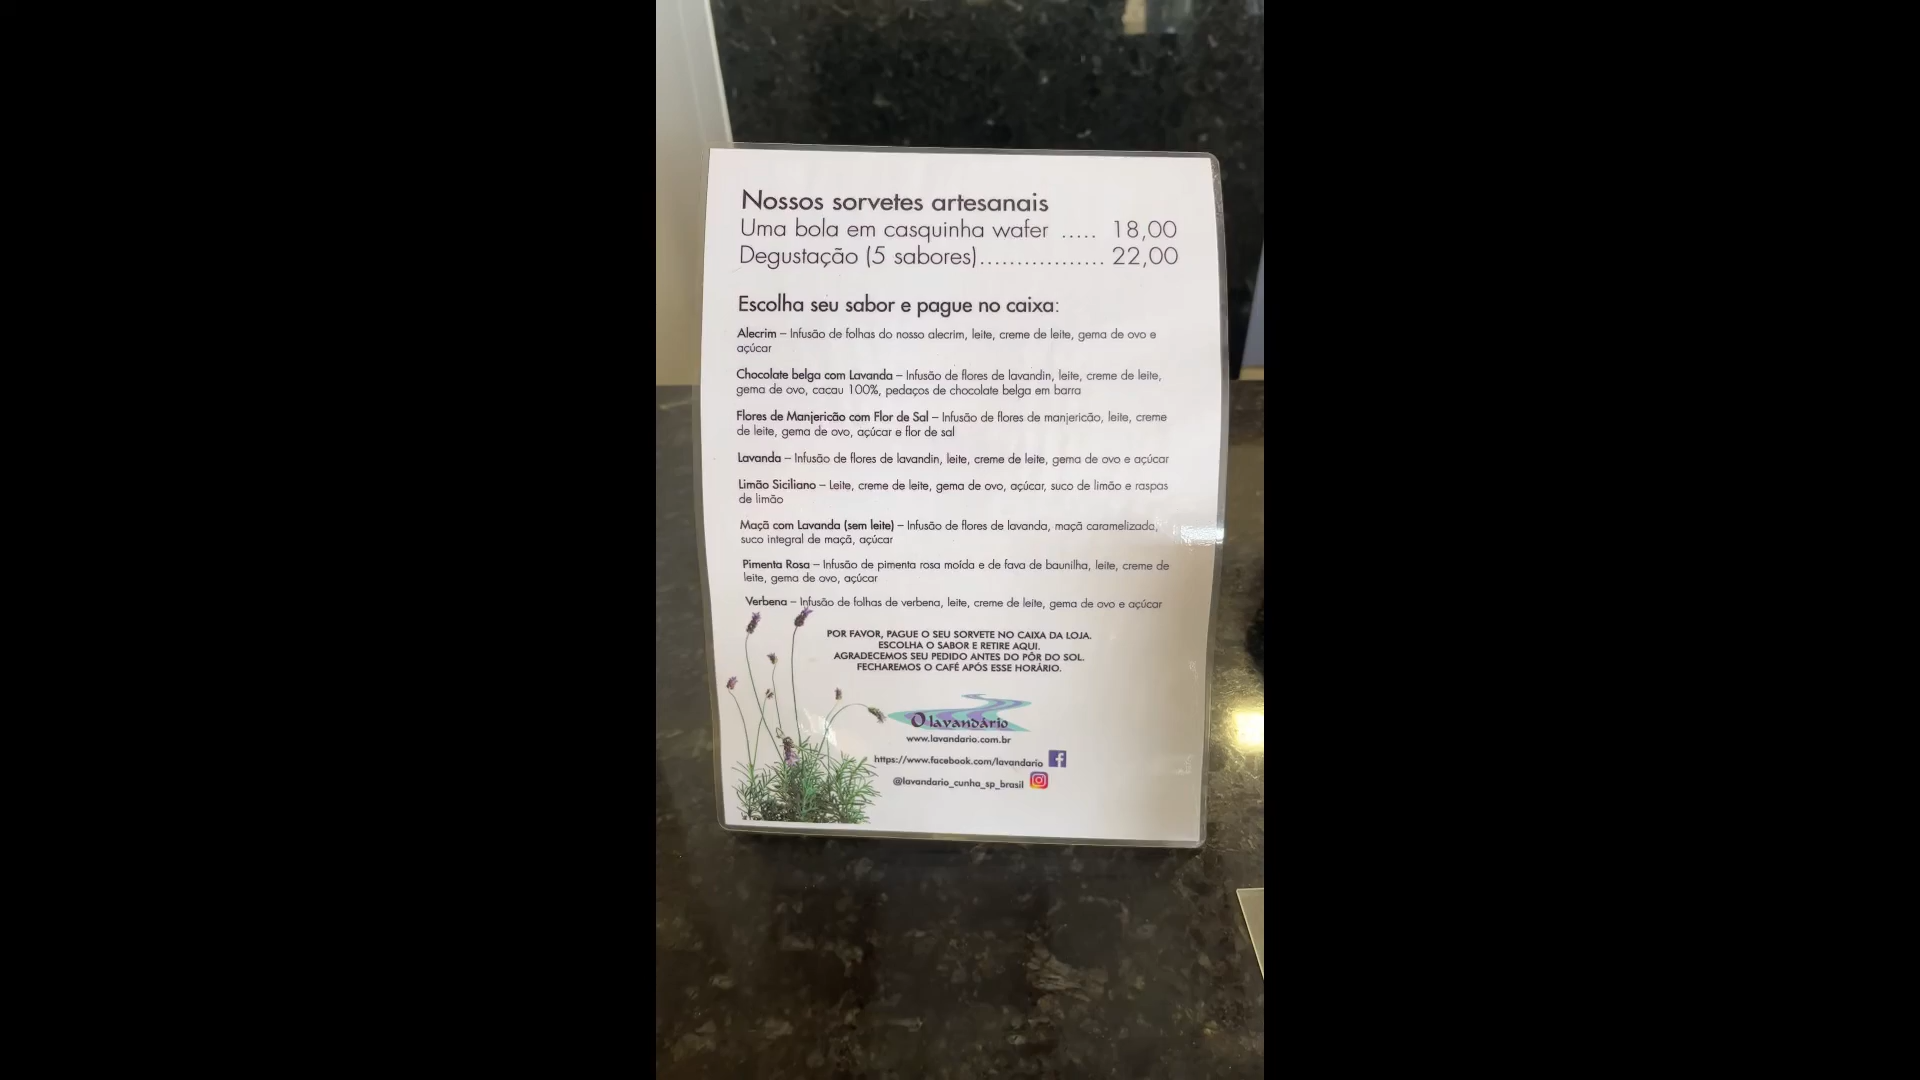 Nossos sorvetes artesanais
Uma bola em casquinha wafer ..... 18,00
Degustação (5 sabores)................. 22,00
Escolha seu sabor e pague no caixa:
Alecrim – Infusão de folhas do nosso alecrim, leite, creme de leite, gema de ovo e
açúcar
Chocolate belga com Lavanda – Infusão de flores de lavandin, leite, creme de leite,
gema de ovo, cacau 100%, pedaços de chocolate belga em barra
Flores de Manjericão com Flor de Sal – Infusão de flores de manjericão, leite, creme
de leite, gema de ovo, açúcar e flor de sal
Lavanda – Infusão de flores de lavandin, leite, creme de leite, gema de ovo e açúcar
Limão Siciliano – Leite, creme de leite, gema de ovo, açúcar, suco de limão e raspas
de limão
Maçã com Lavanda (sem leite) – Infusão de flores de lavanda, maçã caramelizada,
suco integral de maçã, açúcar
Pimenta Rosa – Infusão de pimenta rosa moída e de fava de baunilha, leite, creme de
leite, gema de ovo, açúcar
Verbena – Infusão de folhas de verbena, leite, creme de leite, gema de ovo e açúcar
POR FAVOR, PAGUE O SEU SORVETE NO CAIXA DA LOJA.
ESCOLHA O SABOR E RETIRE AQUI.
AGRADECEMOS SEU PEDIDO ANTES DO PÔR DO SOL.
FECHAREMOS O CAFÉ APÓS ESSE HORÁRIO.
O lavandário
www.lavandario.com.br
https://www.facebook.com/lavandario
@lavandario_cunha_sp_brasil